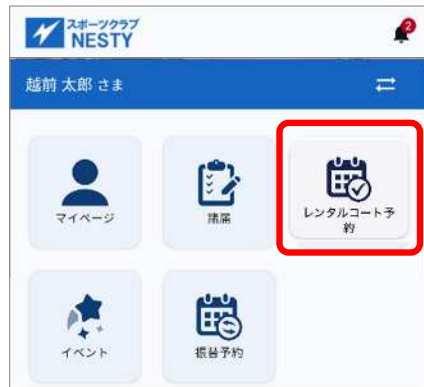 スポーツクラブ
NESTY
2
越前 太郎 さま
マイページ
諸届
レンタルコート予
約
イベント
振替予約